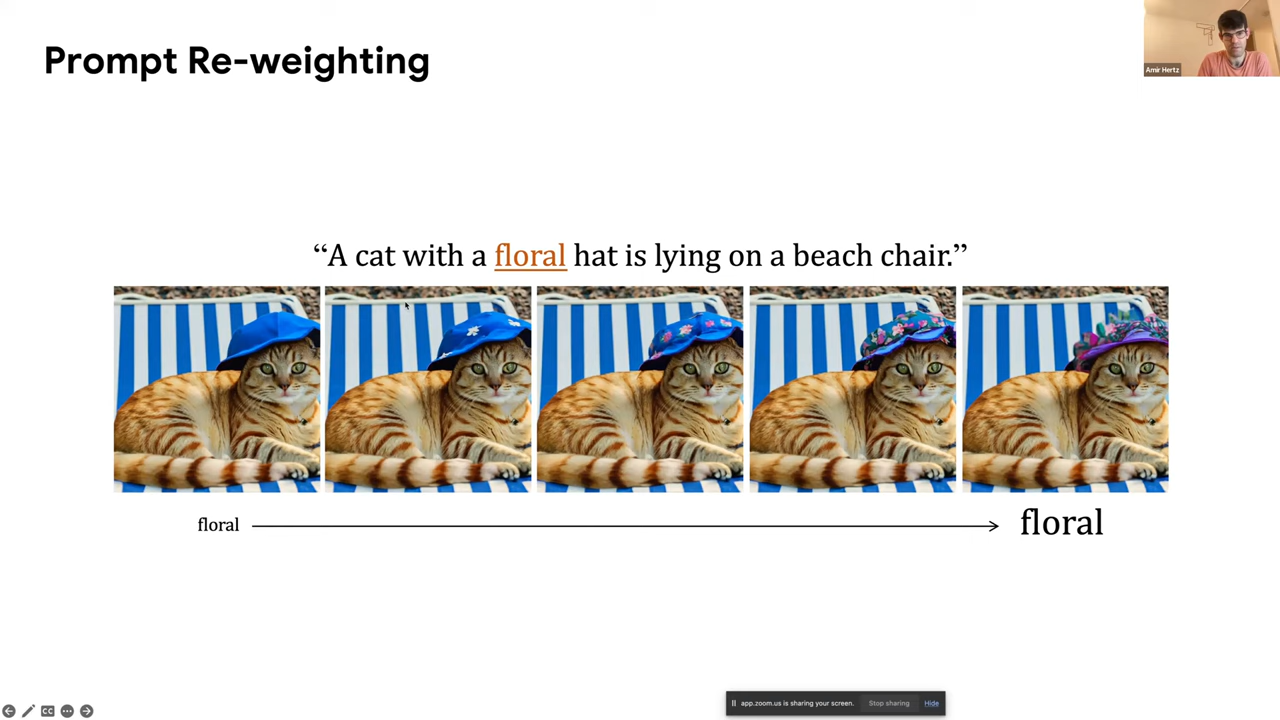 Prompt Re-weighting
Amir Hertz
“A cat with a floral hat is lying on a beach chair.”
floral
floral
CC
app.zoom.us is sharing your screen.
Stop sharing
Hide